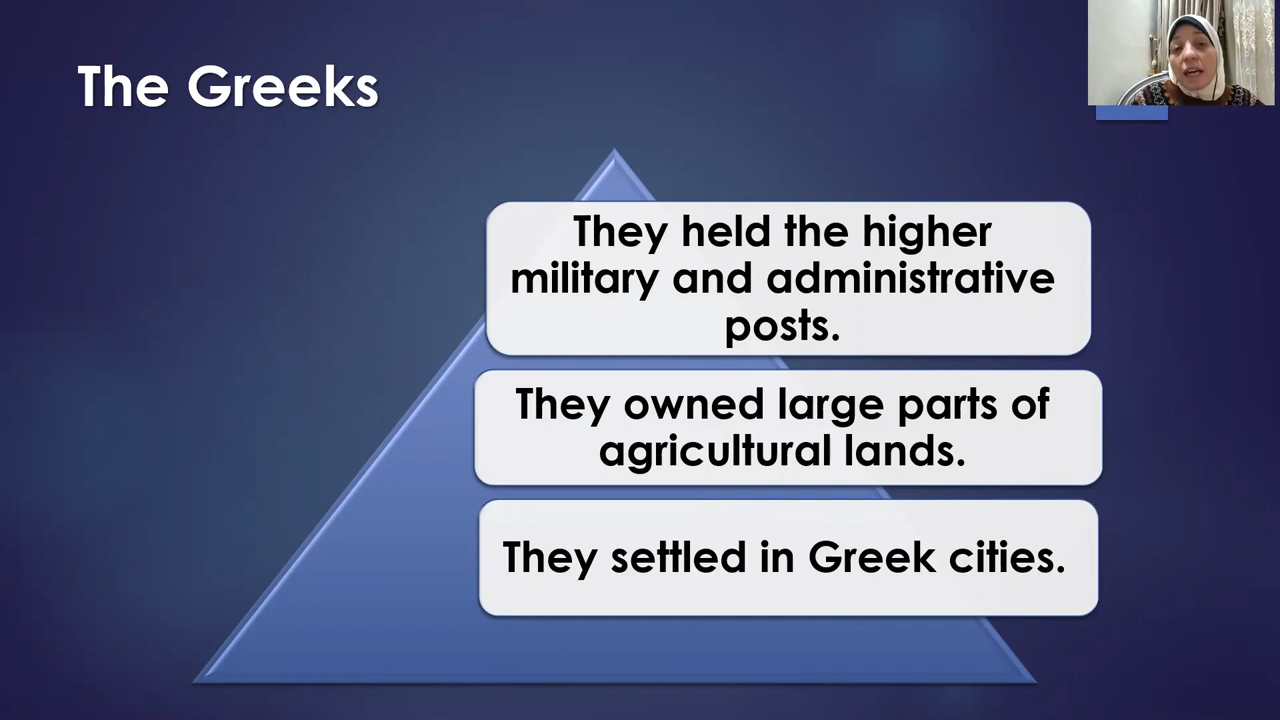 The Greeks
They held the higher
military and administrative
posts.
They owned large parts of
agricultural lands.
They settled in Greek cities.